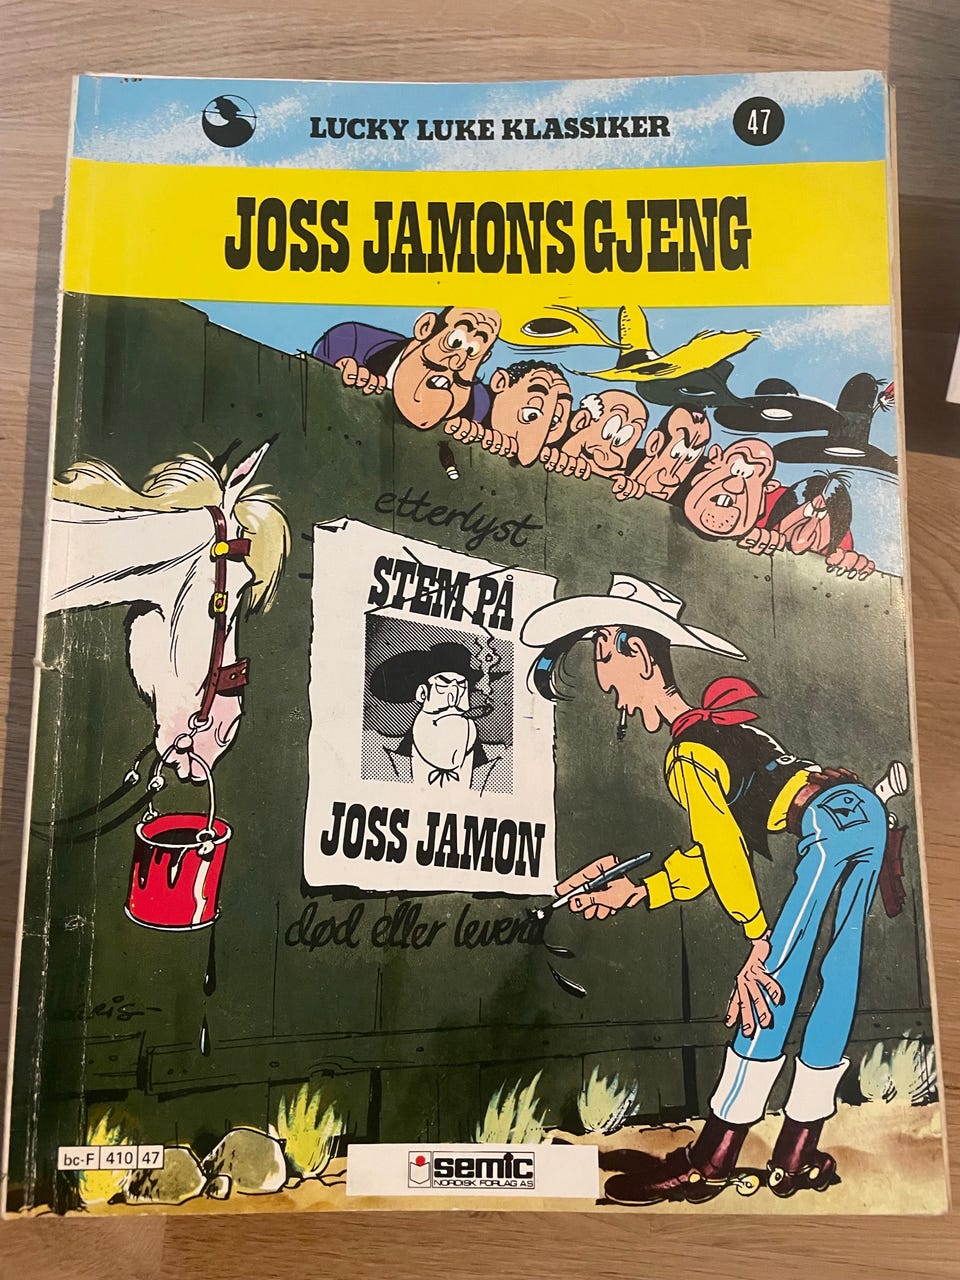 LUCKY LUKE KLASSIKER 47
JOSS JAMONS GJENG
etterlyst
STEM PÅ
JOSS JAMON
død eller levend
bc-F 410 47
semic
NORDISK FORLAG AS